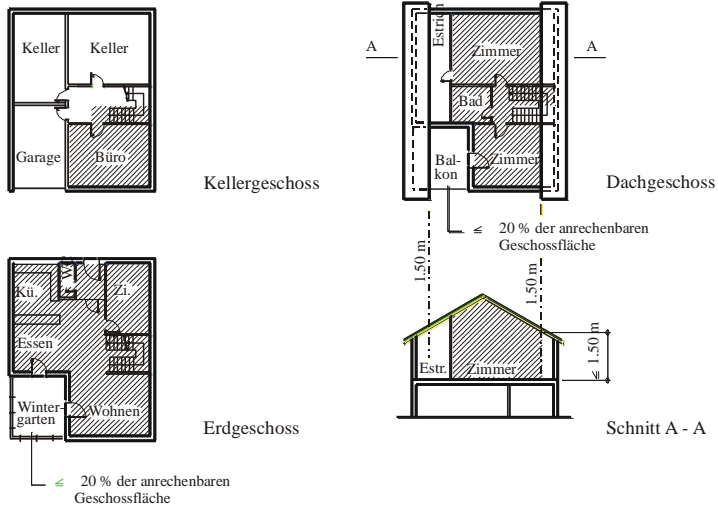 Keller
Keller
Garage
Büro
Kellergeschoss
A
A
Estrich
Zimmer
Bad
Zimmer
Bal-
kon
Dachgeschoss
≤ 20 % der anrechenbaren
Geschossfläche
1.50 m
1.50 m
Kü.
Zi.
Essen
Winter-
garten
Wohnen
Erdgeschoss
≤ 20 % der anrechenbaren
Geschossfläche
Estr.
Zimmer
≤ 1.50 m
Schnitt A - A